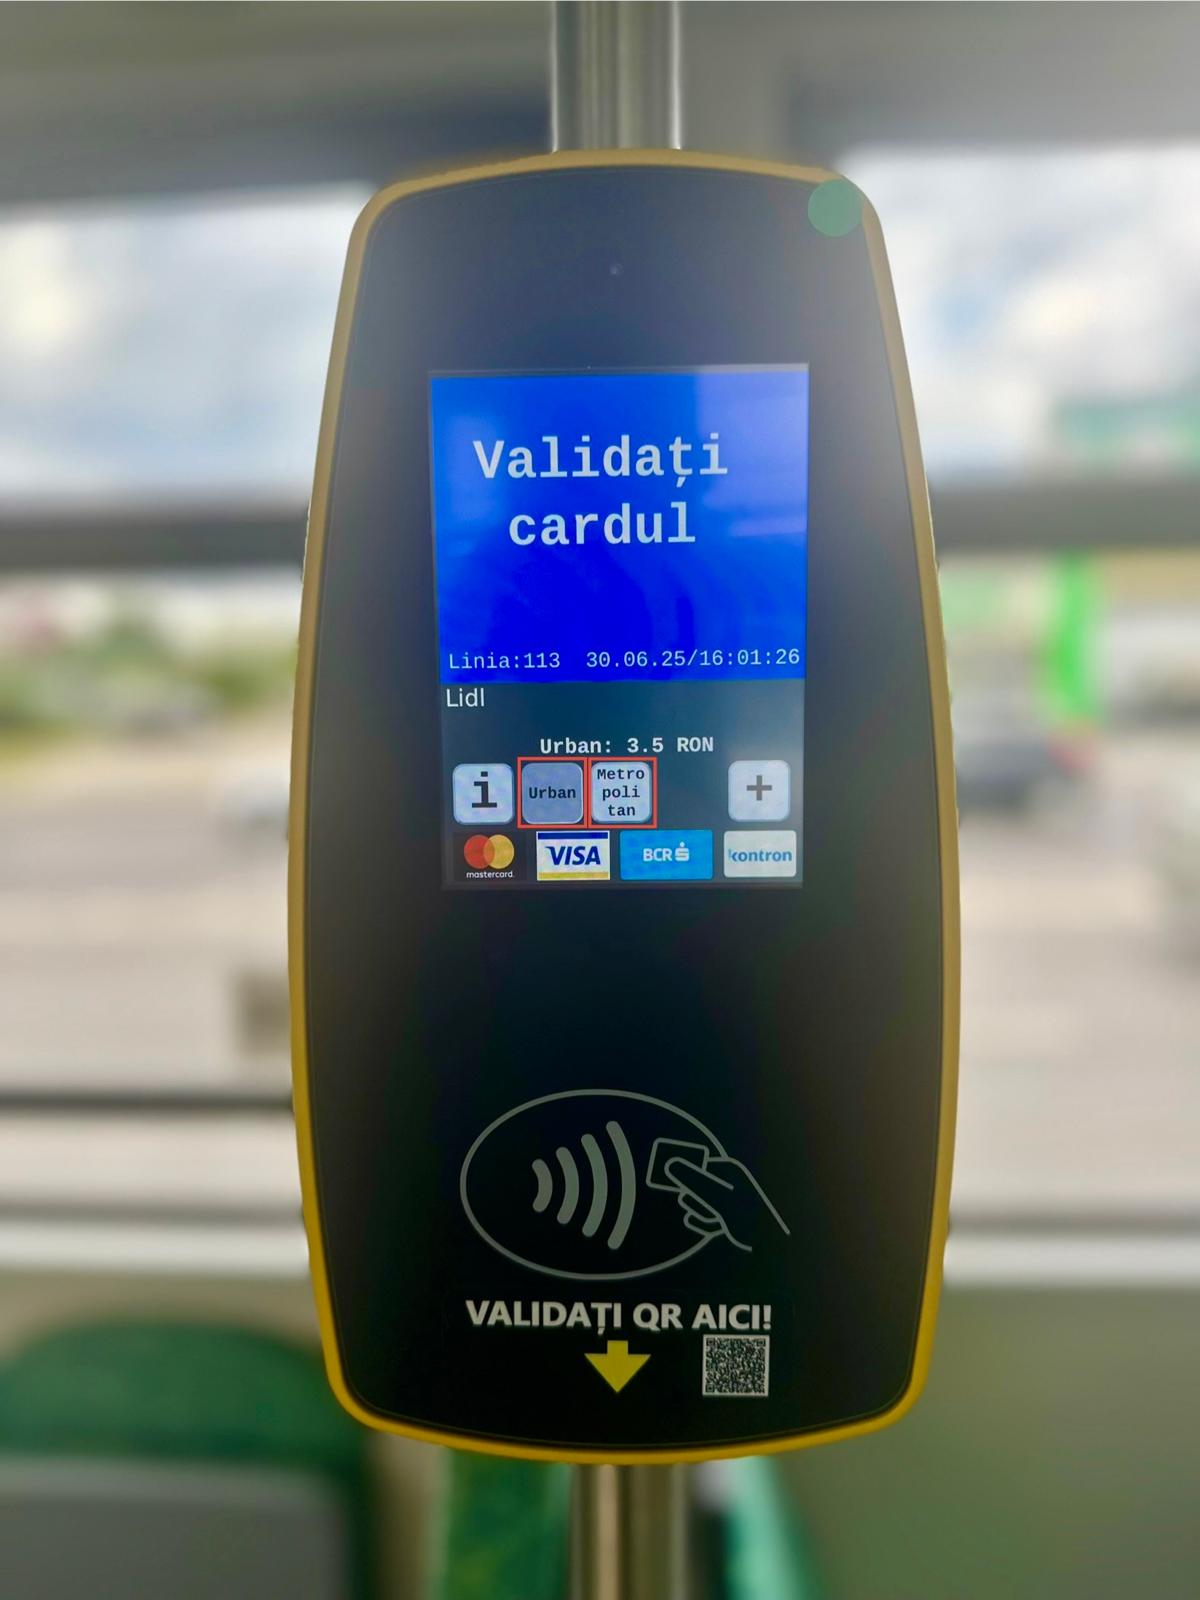 Validați
cardul
Linia:113 30.06.25/16:01:26
Lidl
Urban: 3.5 RON
i
Urban
Metro
poli
tan
+
mastercard.
VISA
BCR
kontron
VALIDAȚI QR AICI!